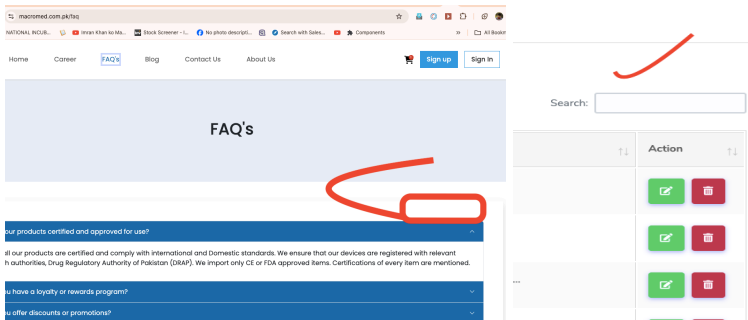 macromed.com.pk/faq
NATIONAL INCUB...
Imran Khan ko Ma...
Stock Screener - I...
No photo descripti...
Search with Sales...
Components
»
All Bookm
Home
Career
FAQ's
Blog
Contact Us
About Us
Sign up
Sign In
FAQ's
our products certified and approved for use?
all our products are certified and comply with international and Domestic standards. We ensure that our devices are registered with relevant
h authorities, Drug Regulatory Authority of Pakistan (DRAP). We import only CE or FDA approved items. Certifications of every item are mentioned.
ou have a loyalty or rewards program?
ou offer discounts or promotions?
Search:
Action
...